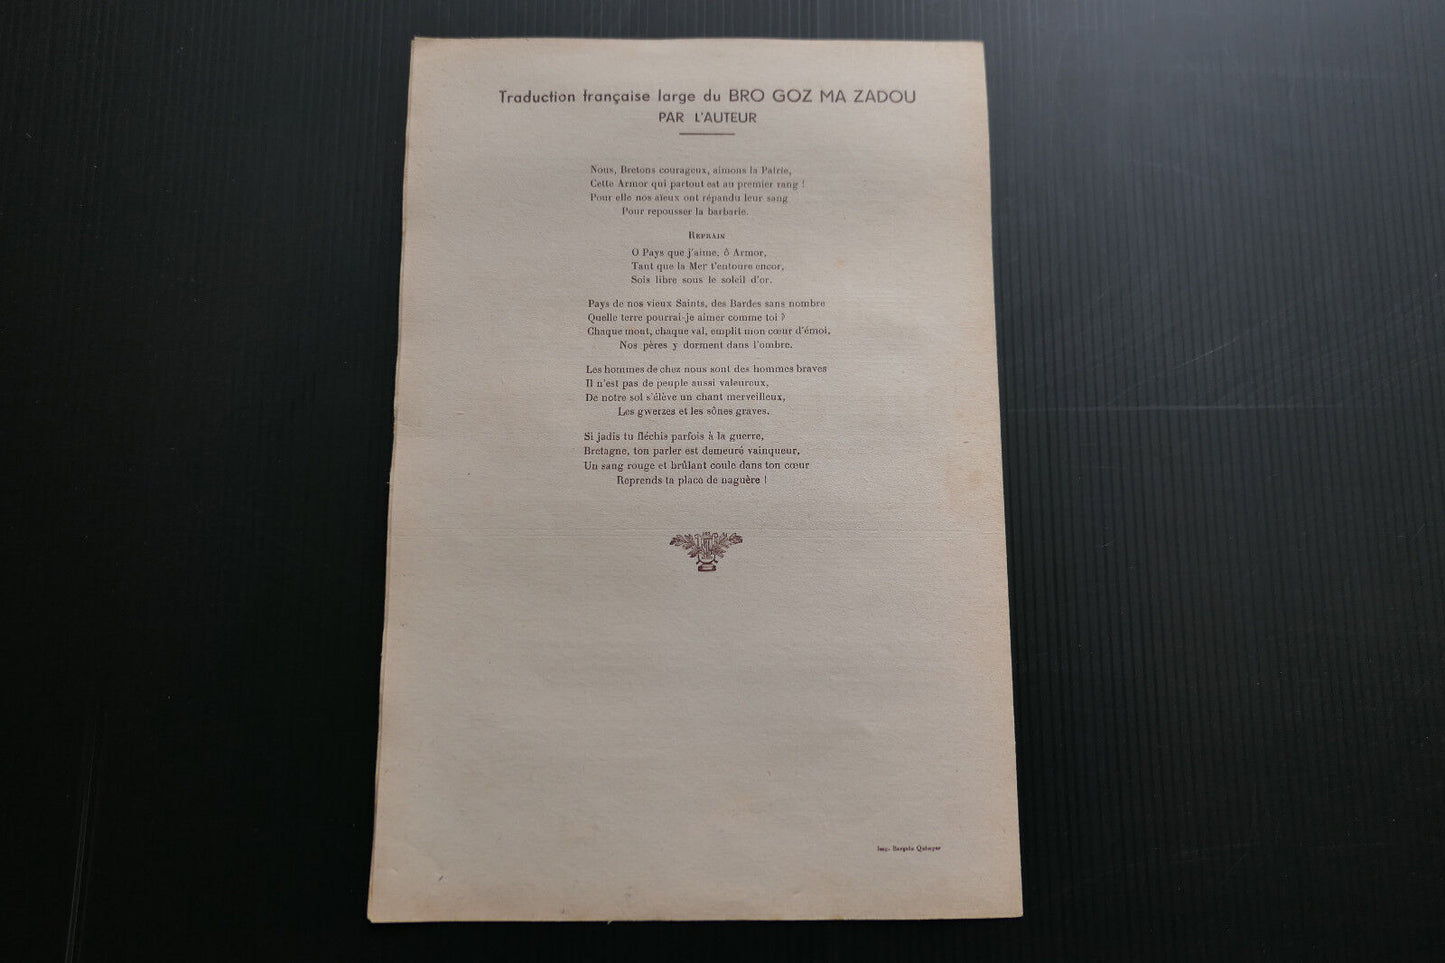 Traduction française large du BRO GOZ MA ZADOU
PAR L'AUTEUR
Nous, Bretons courageux, aimons la Patrie,
Cette Armor qui partout est au premier rang !
Pour elle nos aïeux ont répandu leur sang
Pour repousser la barbarie.
REFRAIN
O Pays que j'aime, ô Armor,
Tant que la Mer t'entoure encor,
Sois libre sous le soleil d'or.
Pays de nos vieux Saints, des Bardes sans nombre
Quelle terre pourrai-je aimer comme toi ?
Chaque mont, chaque val, emplit mon cœur d'émoi,
Nos pères y dorment dans l'ombre.
Les hommes de chez nous sont des hommes braves
Il n'est pas de peuple aussi valeureux,
De notre sol s'élève un chant merveilleux,
Les gwerzes et les sônes graves.
Si jadis tu fléchis parfois à la guerre,
Bretagne, ton parler est demeuré vainqueur,
Un sang rouge et brûlant coule dans ton cœur
Reprends ta place de naguère !
Imp. Bargain Quimper